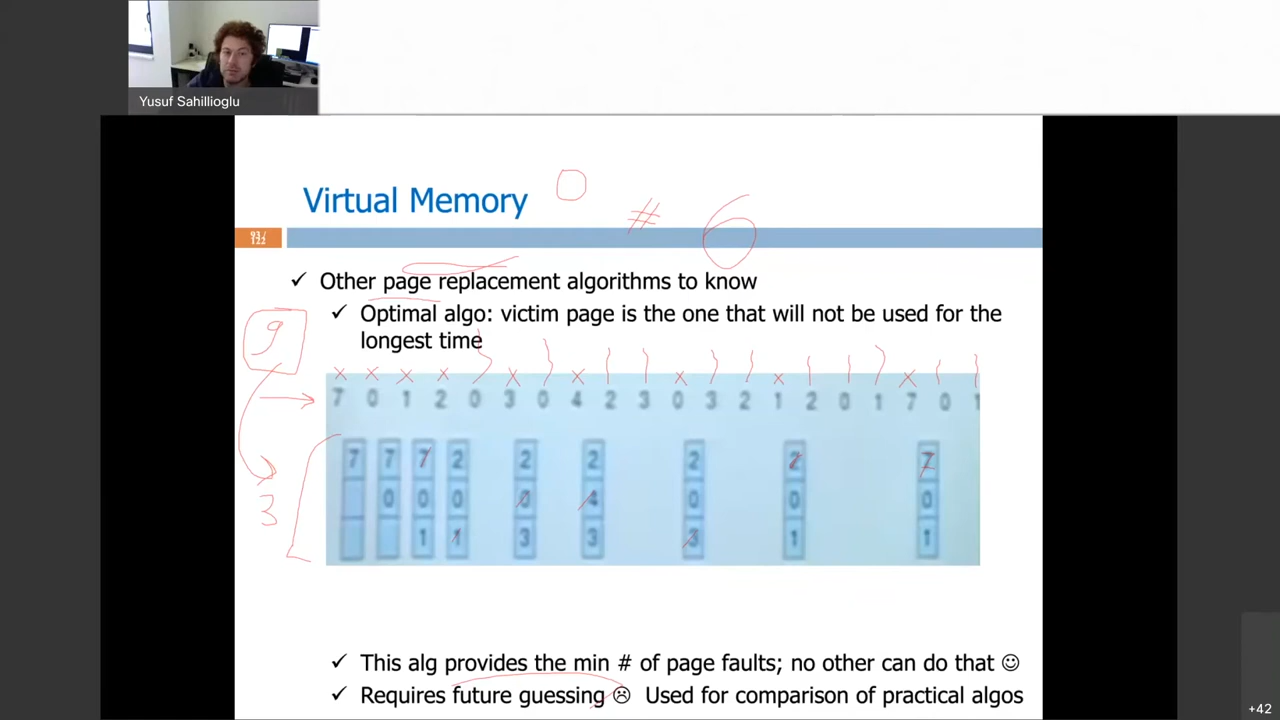 Yusuf Sahillioglu
Virtual Memory
O # 6
93 /
122
✓ Other page replacement algorithms to know
✓ Optimal algo: victim page is the one that will not be used for the
longest time
9
x x x x x x x x x
7 0 1 2 0 3 0 4 2 3 0 3 2 1 2 0 1 7 0 1
7 7 7 2 2 2 2 2 7
0 0 0 0 4 0 0 0
1 1 3 3 3 1 1
3
✓ This alg provides the min # of page faults; no other can do that ☺
✓ Requires future guessing ☹ Used for comparison of practical algos
+42